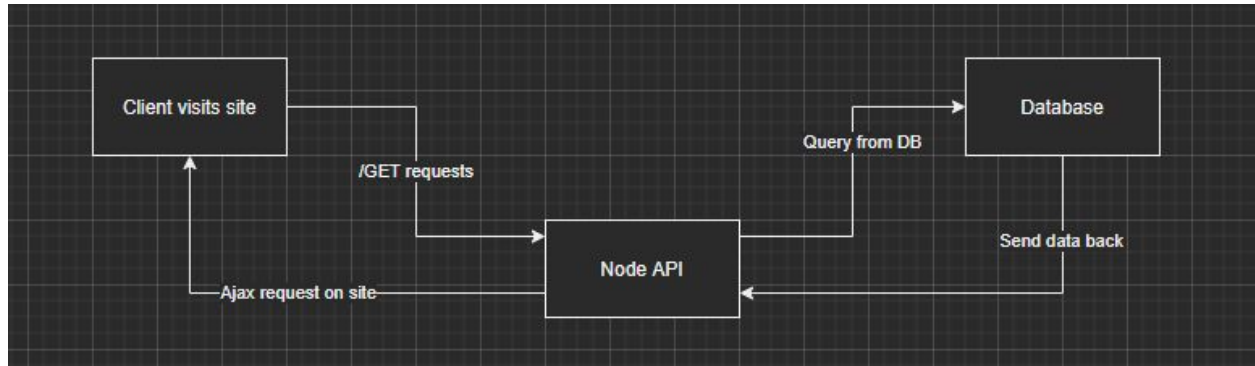 Client visits site
Database
Query from DB
/GET requests
Send data back
Node API
Ajax request on site